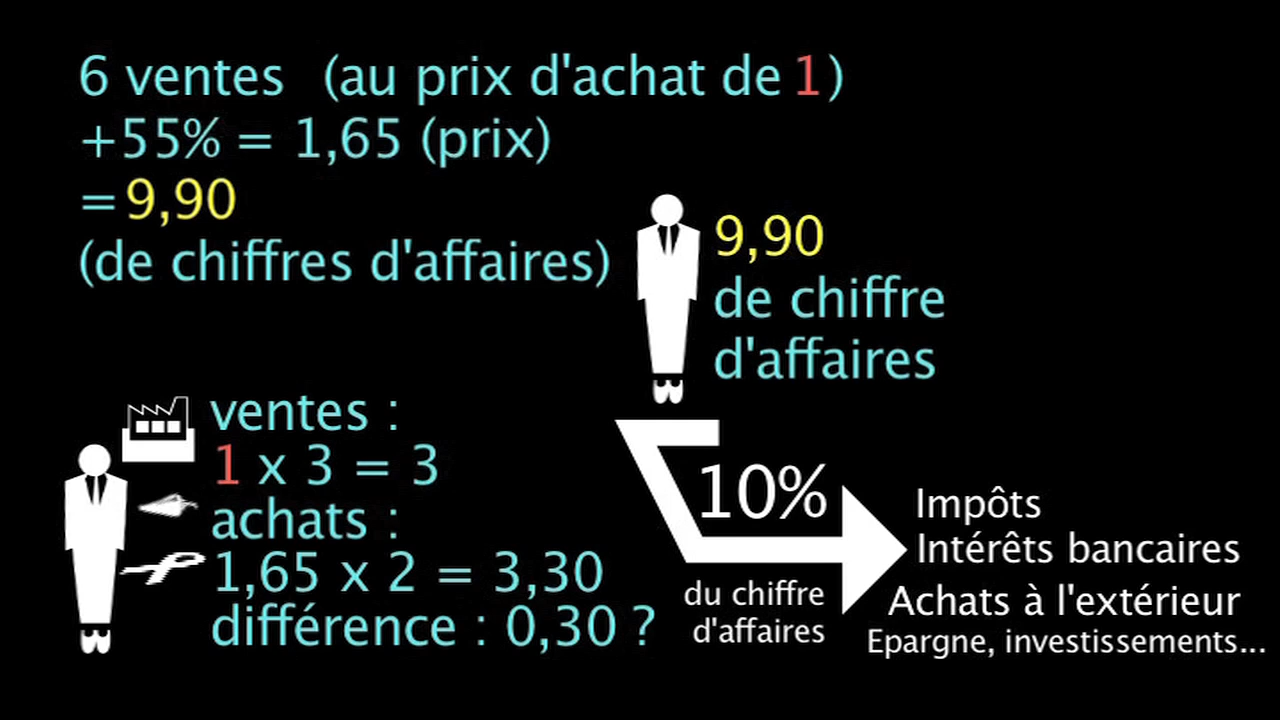 6 ventes (au prix d'achat de 1)
+55% = 1,65 (prix)
= 9,90
(de chiffres d'affaires)
9,90
de chiffre
d'affaires
ventes :
1 x 3 = 3
achats :
1,65 x 2 = 3,30
différence : 0,30 ?
10%
du chiffre
d'affaires
Impôts
Intérêts bancaires
Achats à l'extérieur
Epargne, investissements...